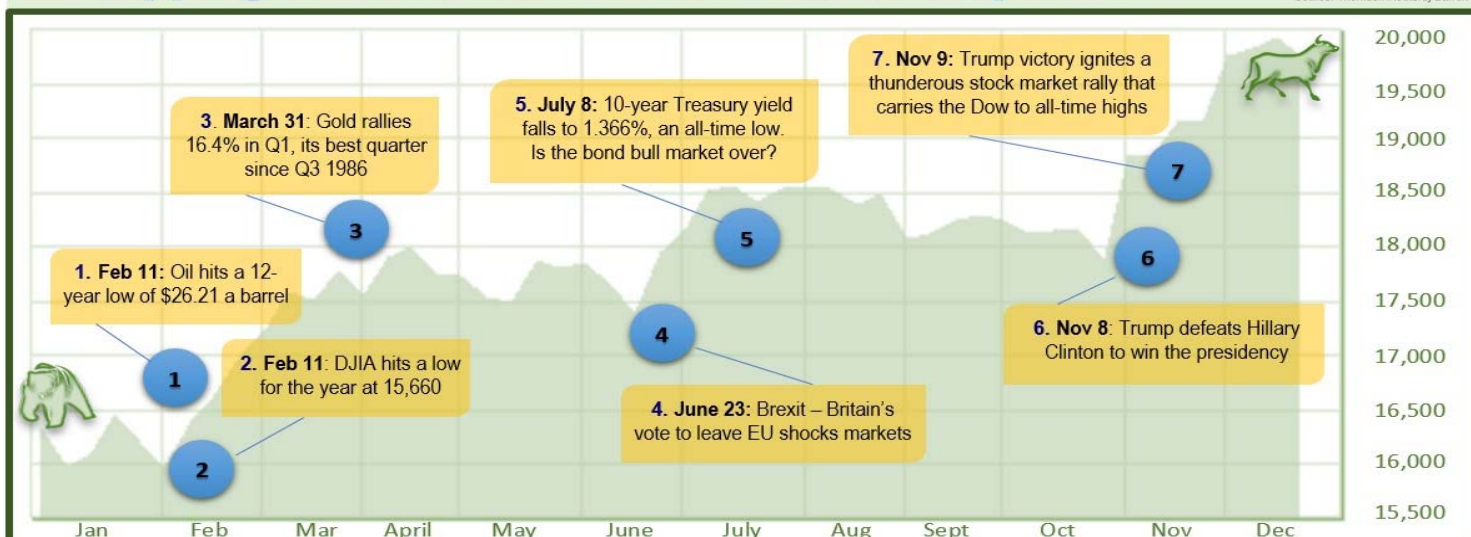 3. March 31: Gold rallies
16.4% in Q1, its best quarter
since Q3 1986
5. July 8: 10-year Treasury yield
falls to 1.366%, an all-time low.
Is the bond bull market over?
7. Nov 9: Trump victory ignites a
thunderous stock market rally that
carries the Dow to all-time highs
1. Feb 11: Oil hits a 12-
year low of $26.21 a barrel
2. Feb 11: DJIA hits a low
for the year at 15,660
4. June 23: Brexit – Britain's
vote to leave EU shocks markets
6. Nov 8: Trump defeats Hillary
Clinton to win the presidency
1
2
3
4
5
6
7
20,000
19,500
19,000
18,500
18,000
17,500
17,000
16,500
16,000
15,500
Jan Feb Mar April May June July Aug Sept Oct Nov Dec